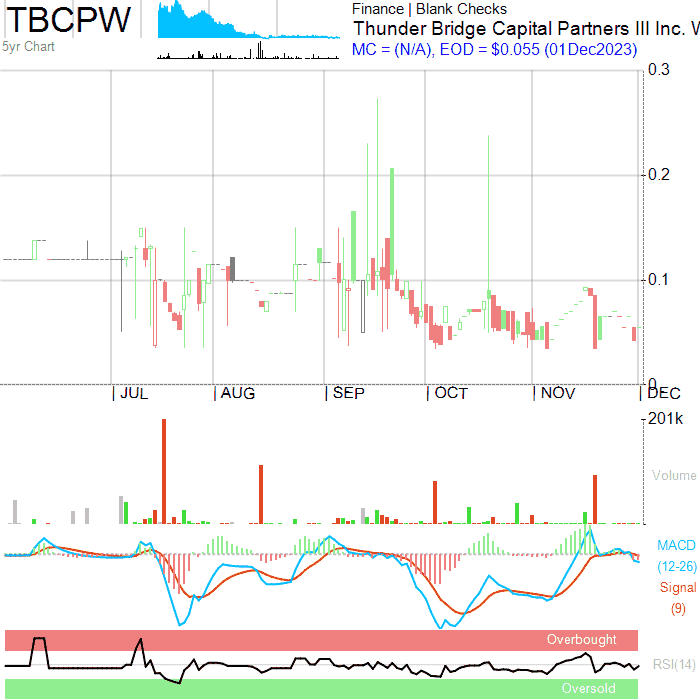 TBCPW
5yr Chart
Finance | Blank Checks
Thunder Bridge Capital Partners III Inc. W
MC = (N/A), EOD = $0.055 (01Dec2023)
0.3
0.2
0.1
0
JUL
AUG
SEP
OCT
NOV
DEC
201k
Volume
MACD
(12-26)
Signal
(9)
Overbought
RSI(14)
Oversold